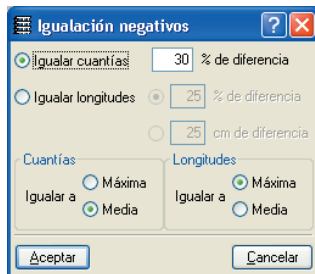 Igualación negativos
Igualar cuantías 30 % de diferencia
Igualar longitudes 25 % de diferencia
25 cm de diferencia
Cuantías Longitudes
Igualar a Máxima Media
Igualar a Máxima Media
Aceptar Cancelar